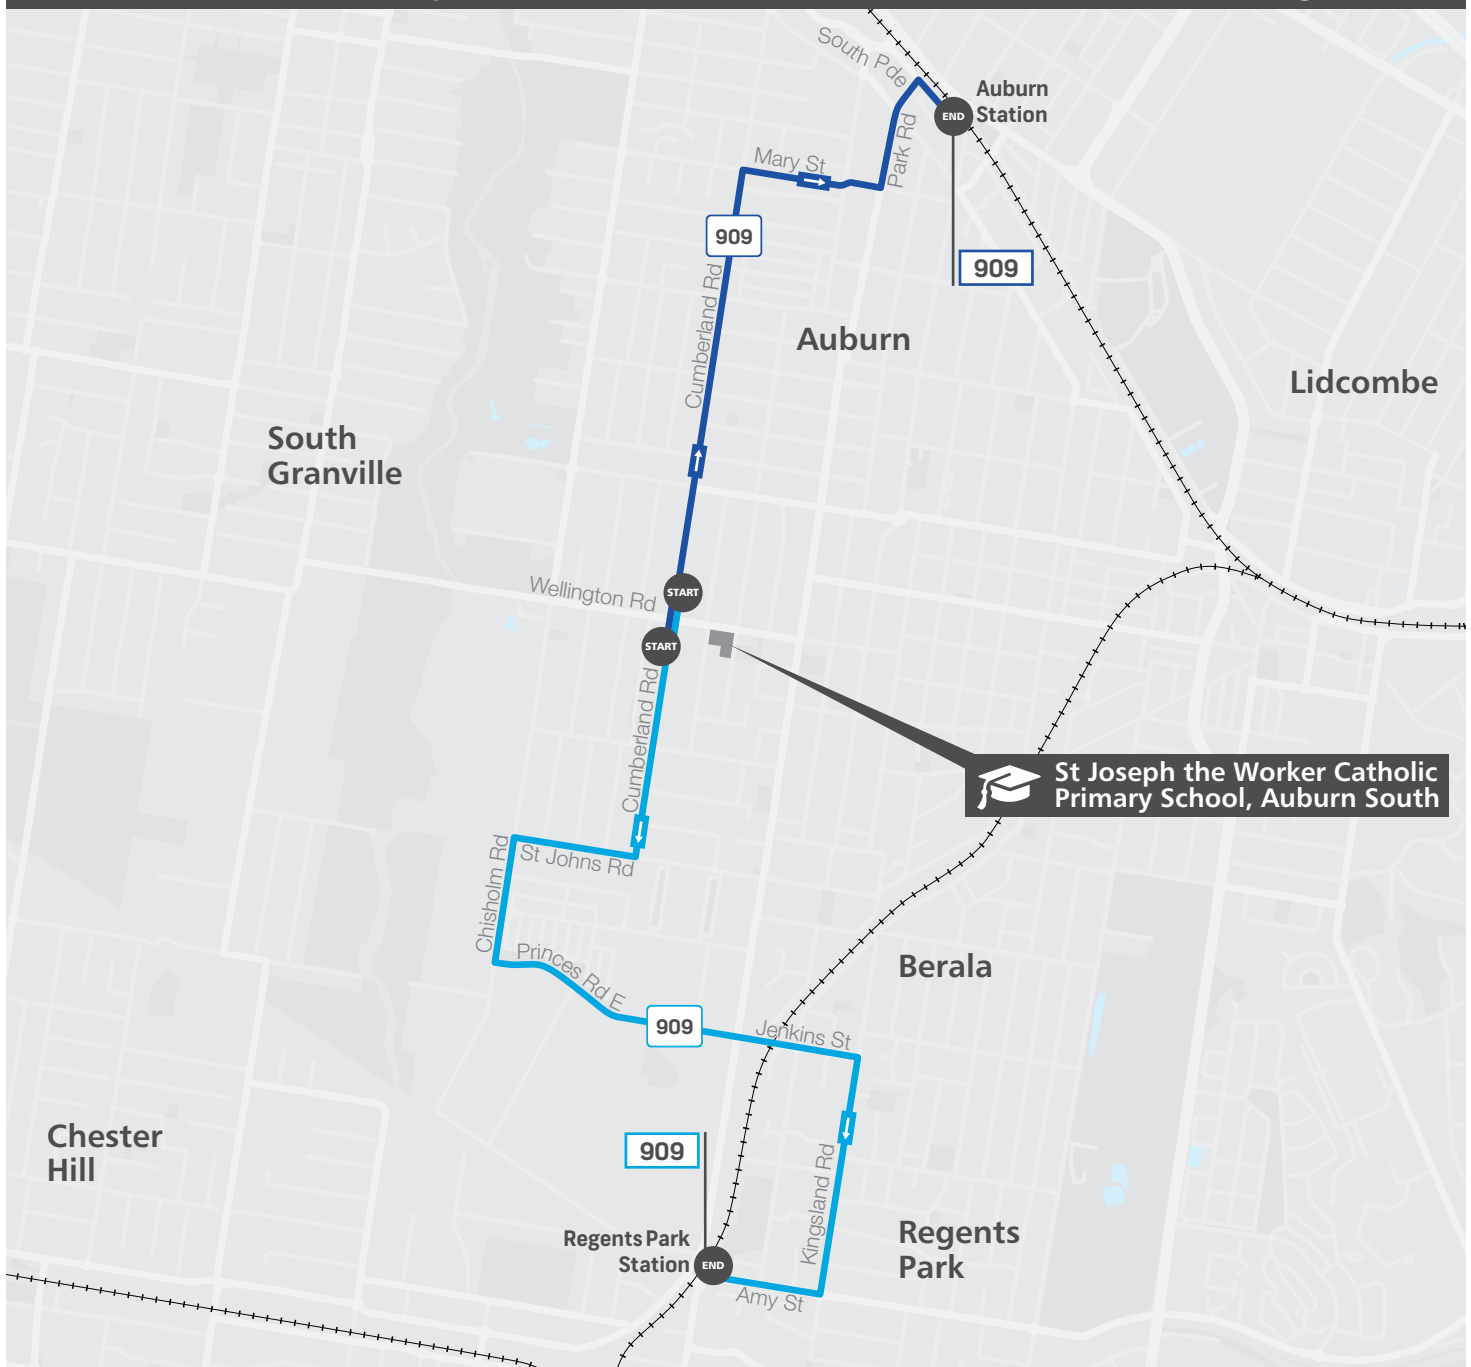 South Pde
Auburn
Station
END
Park Rd
Mary St
909
909
Cumberland Rd
Auburn
Lidcombe
South
Granville
Wellington Rd
START
START
Cumberland Rd
St Joseph the Worker Catholic
Primary School, Auburn South
Chisholm Rd
St Johns Rd
Princes Rd E
Berala
909
Jenkins St
Chester
Hill
909
Kingsland Rd
Regents Park
Station
END
Regents
Park
Amy St